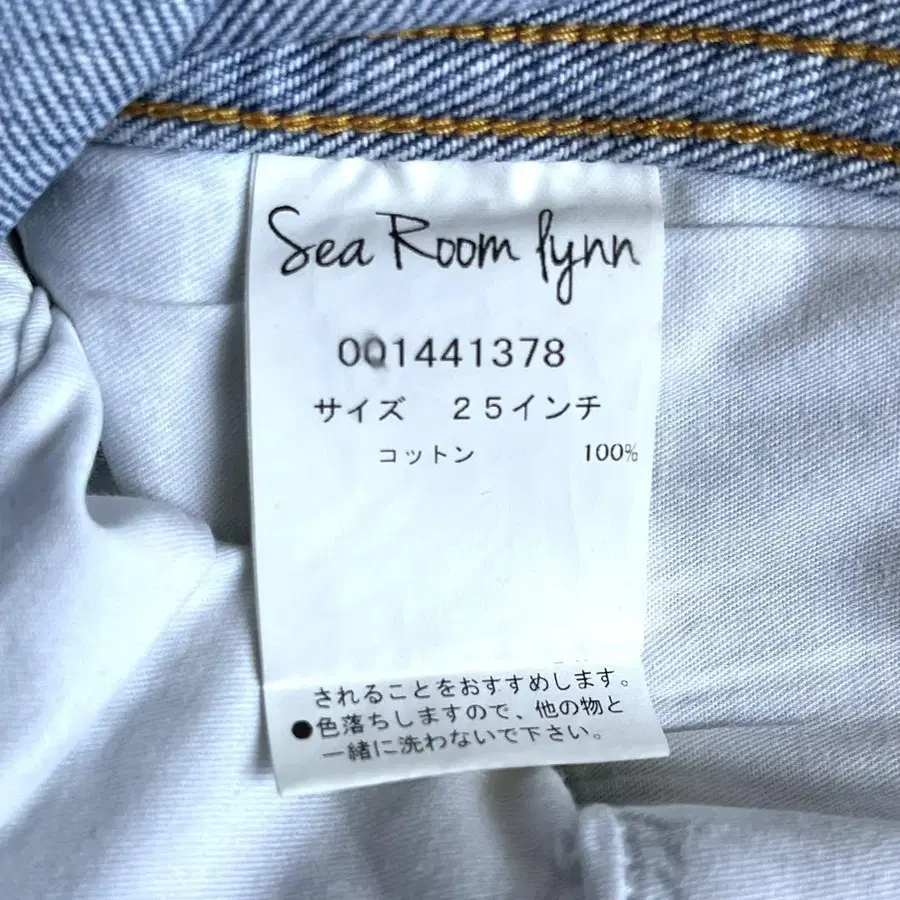 Sea Room lynn
001441378
サイズ 25インチ
コットン 100%
されることをおすすめします。
●色落ちしますので、他の物と
一緒に洗わないで下さい。